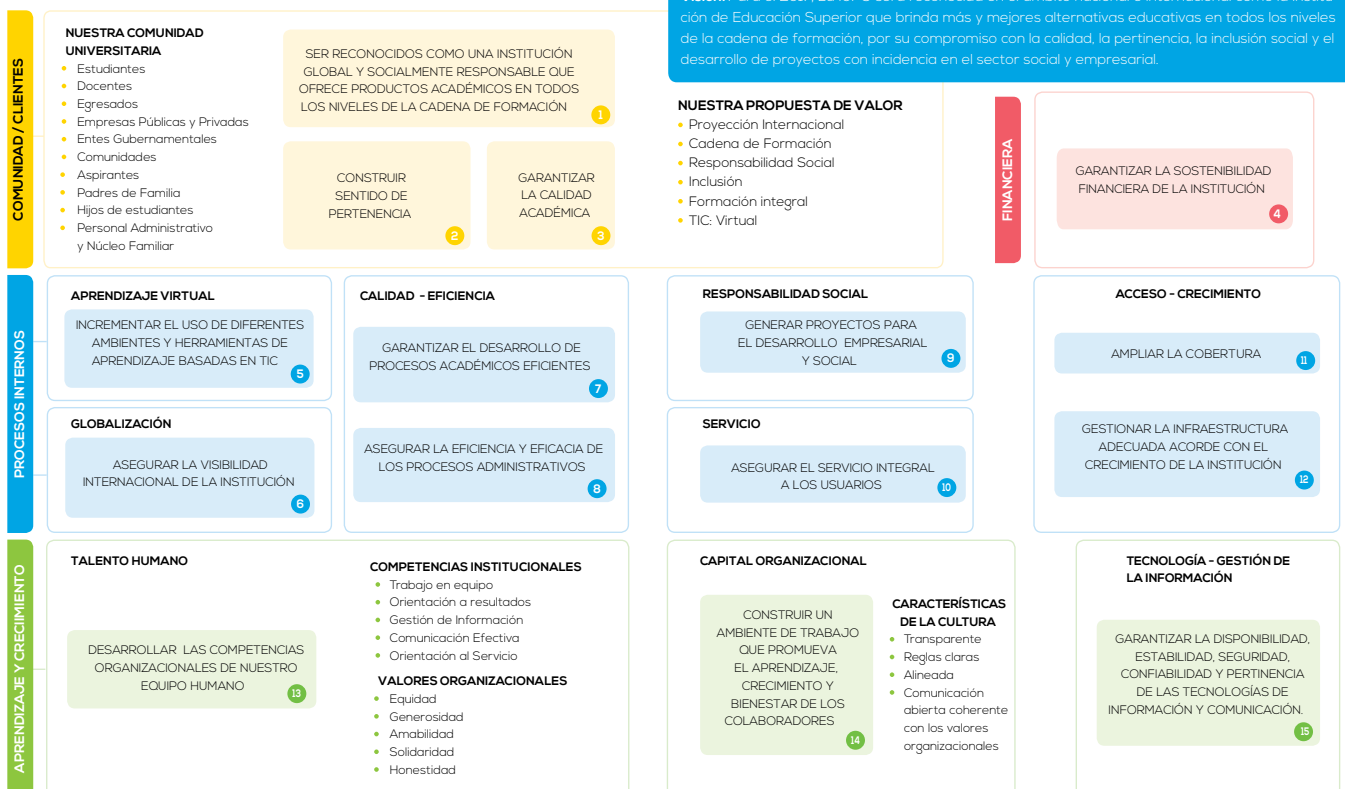 ción de Educación Superior que brinda más y mejores alternativas educativas en todos los niveles
de la cadena de formación, por su compromiso con la calidad, la pertinencia, la inclusión social y el
desarrollo de proyectos con incidencia en el sector social y empresarial.
COMUNIDAD / CLIENTES
NUESTRA COMUNIDAD
UNIVERSITARIA
• Estudiantes
• Docentes
• Egresados
• Empresas Públicas y Privadas
• Entes Gubernamentales
• Comunidades
• Aspirantes
• Padres de Familia
• Hijos de estudiantes
• Personal Administrativo
y Núcleo Familiar
SER RECONOCIDOS COMO UNA INSTITUCIÓN
GLOBAL Y SOCIALMENTE RESPONSABLE QUE
OFRECE PRODUCTOS ACADÉMICOS EN TODOS
LOS NIVELES DE LA CADENA DE FORMACIÓN
1
CONSTRUIR
SENTIDO DE
PERTENENCIA
2
GARANTIZAR
LA CALIDAD
ACADÉMICA
3
NUESTRA PROPUESTA DE VALOR
• Proyección Internacional
• Cadena de Formación
• Responsabilidad Social
• Inclusión
• Formación integral
• TIC: Virtual
FINANCIERA
GARANTIZAR LA SOSTENIBILIDAD
FINANCIERA DE LA INSTITUCIÓN
4
PROCESOS INTERNOS
APRENDIZAJE VIRTUAL
INCREMENTAR EL USO DE DIFERENTES
AMBIENTES Y HERRAMIENTAS DE
APRENDIZAJE BASADAS EN TIC
5
GLOBALIZACIÓN
ASEGURAR LA VISIBILIDAD
INTERNACIONAL DE LA INSTITUCIÓN
6
CALIDAD - EFICIENCIA
GARANTIZAR EL DESARROLLO DE
PROCESOS ACADÉMICOS EFICIENTES
7
ASEGURAR LA EFICIENCIA Y EFICACIA DE
LOS PROCESOS ADMINISTRATIVOS
8
RESPONSABILIDAD SOCIAL
GENERAR PROYECTOS PARA
EL DESARROLLO EMPRESARIAL
Y SOCIAL
9
SERVICIO
ASEGURAR EL SERVICIO INTEGRAL
A LOS USUARIOS
10
ACCESO - CRECIMIENTO
AMPLIAR LA COBERTURA
11
GESTIONAR LA INFRAESTRUCTURA
ADECUADA ACORDE CON EL
CRECIMIENTO DE LA INSTITUCIÓN
12
APRENDIZAJE Y CRECIIMIENTO
TALENTO HUMANO
DESARROLLAR LAS COMPETENCIAS
ORGANIZACIONALES DE NUESTRO
EQUIPO HUMANO
13
COMPETENCIAS INSTITUCIONALES
• Trabajo en equipo
• Orientación a resultados
• Gestión de Información
• Comunicación Efectiva
• Orientación al Servicio
VALORES ORGANIZACIONALES
• Equidad
• Generosidad
• Amabilidad
• Solidaridad
• Honestidad
CAPITAL ORGANIZACIONAL
CONSTRUIR UN
AMBIENTE DE TRABAJO
QUE PROMUEVA
EL APRENDIZAJE,
CRECIMIENTO Y
BIENESTAR DE LOS
COLABORADORES
14
CARACTERÍSTICAS
DE LA CULTURA
• Transparente
• Reglas claras
• Alineada
• Comunicación
abierta coherente
con los valores
organizacionales
TECNOLOGÍA - GESTIÓN DE
LA INFORMACIÓN
GARANTIZAR LA DISPONIBILIDAD,
ESTABILIDAD, SEGURIDAD,
CONFIABILIDAD Y PERTINENCIA
DE LAS TECNOLOGÍAS DE
INFORMACIÓN Y COMUNICACIÓN.
15